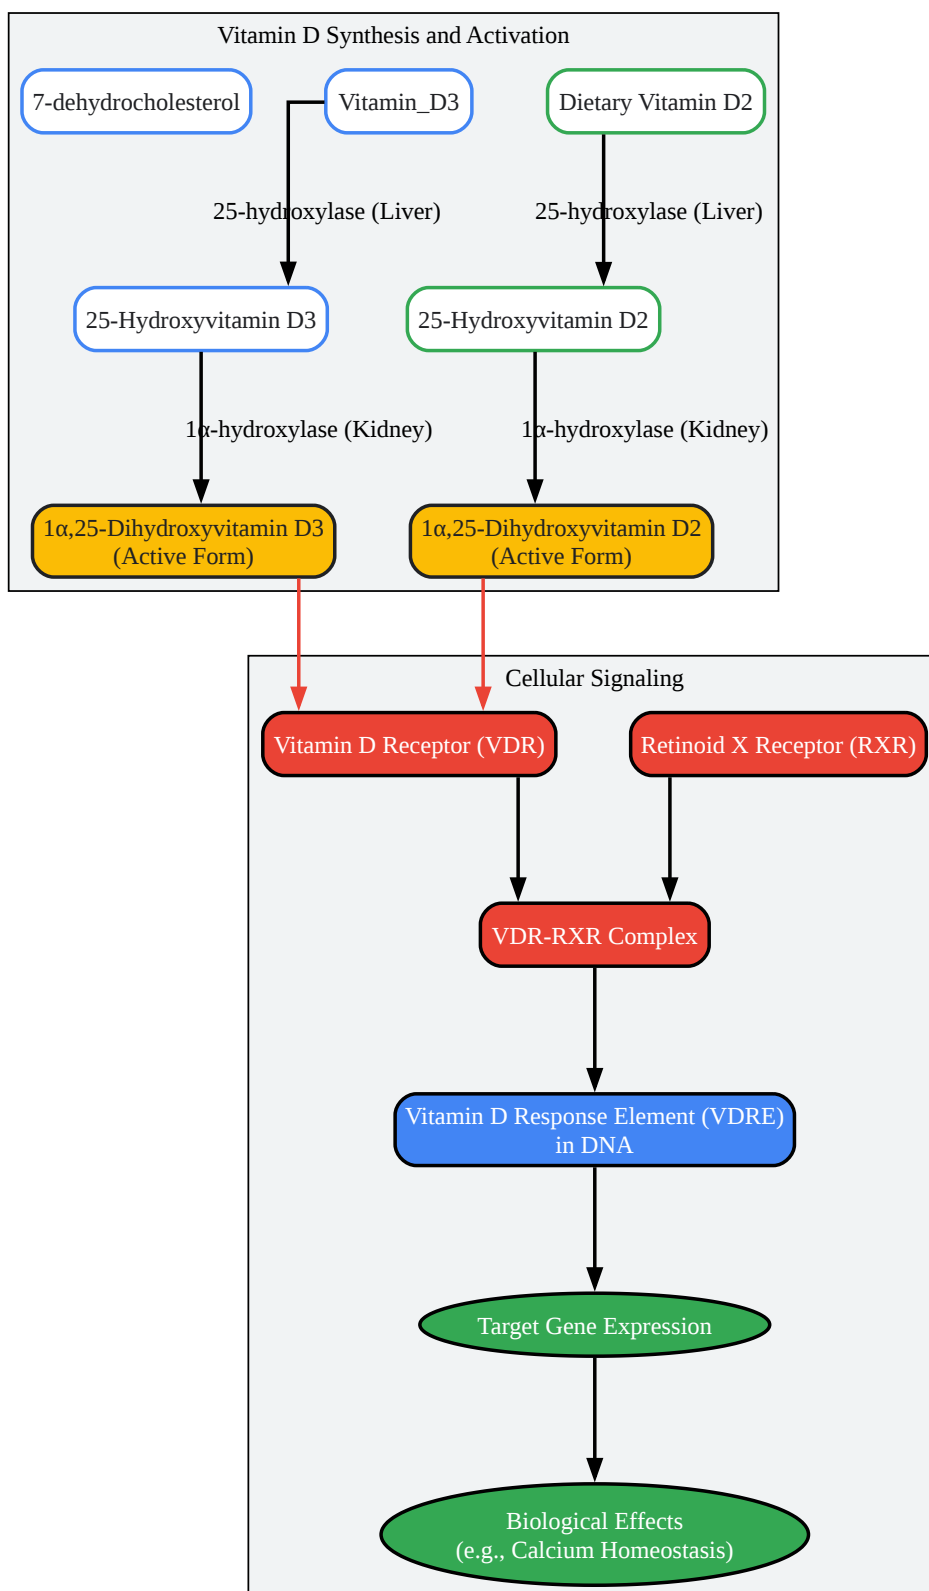 Vitamin D Synthesis and Activation
7-dehydrocholesterol
Vitamin_D3
Dietary Vitamin D2
25-hydroxylase (Liver)
25-hydroxylase (Liver)
25-Hydroxyvitamin D3
25-Hydroxyvitamin D2
1α-hydroxylase (Kidney)
1α-hydroxylase (Kidney)
1α,25-Dihydroxyvitamin D3
(Active Form)
1α,25-Dihydroxyvitamin D2
(Active Form)
Cellular Signaling
Vitamin D Receptor (VDR)
Retinoid X Receptor (RXR)
VDR-RXR Complex
Vitamin D Response Element (VDRE)
in DNA
Target Gene Expression
Biological Effects
(e.g., Calcium Homeostasis)